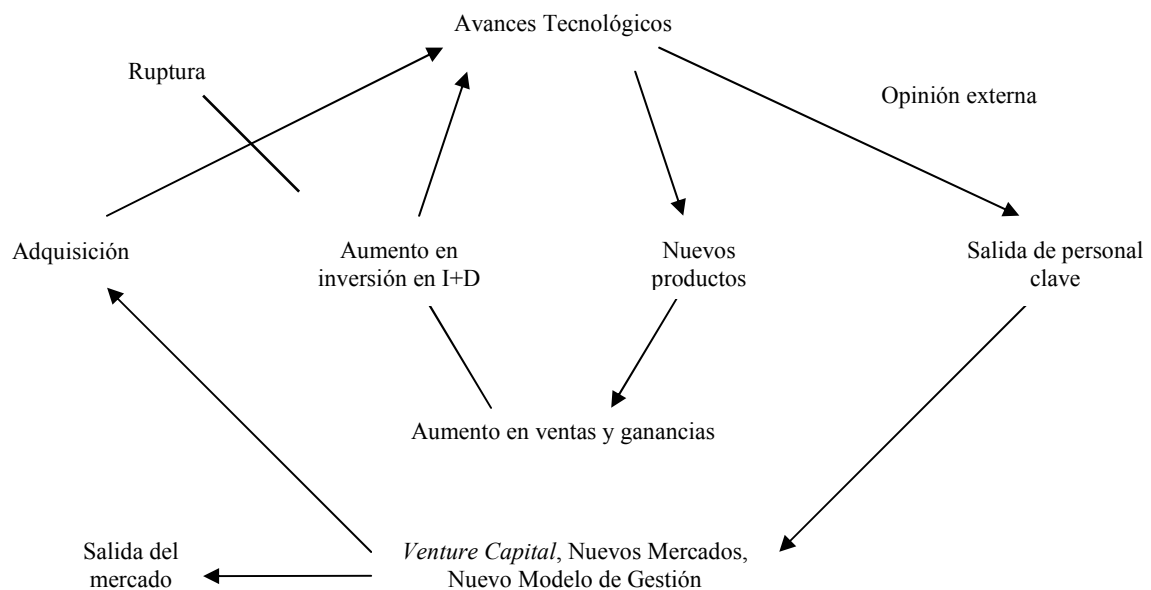 Avances Tecnológicos
Ruptura
Opinión externa
Adquisición
Aumento en
inversión en I+D
Nuevos
productos
Salida de personal
clave
Aumento en ventas y ganancias
Salida del
mercado
Venture Capital, Nuevos Mercados,
Nuevo Modelo de Gestión